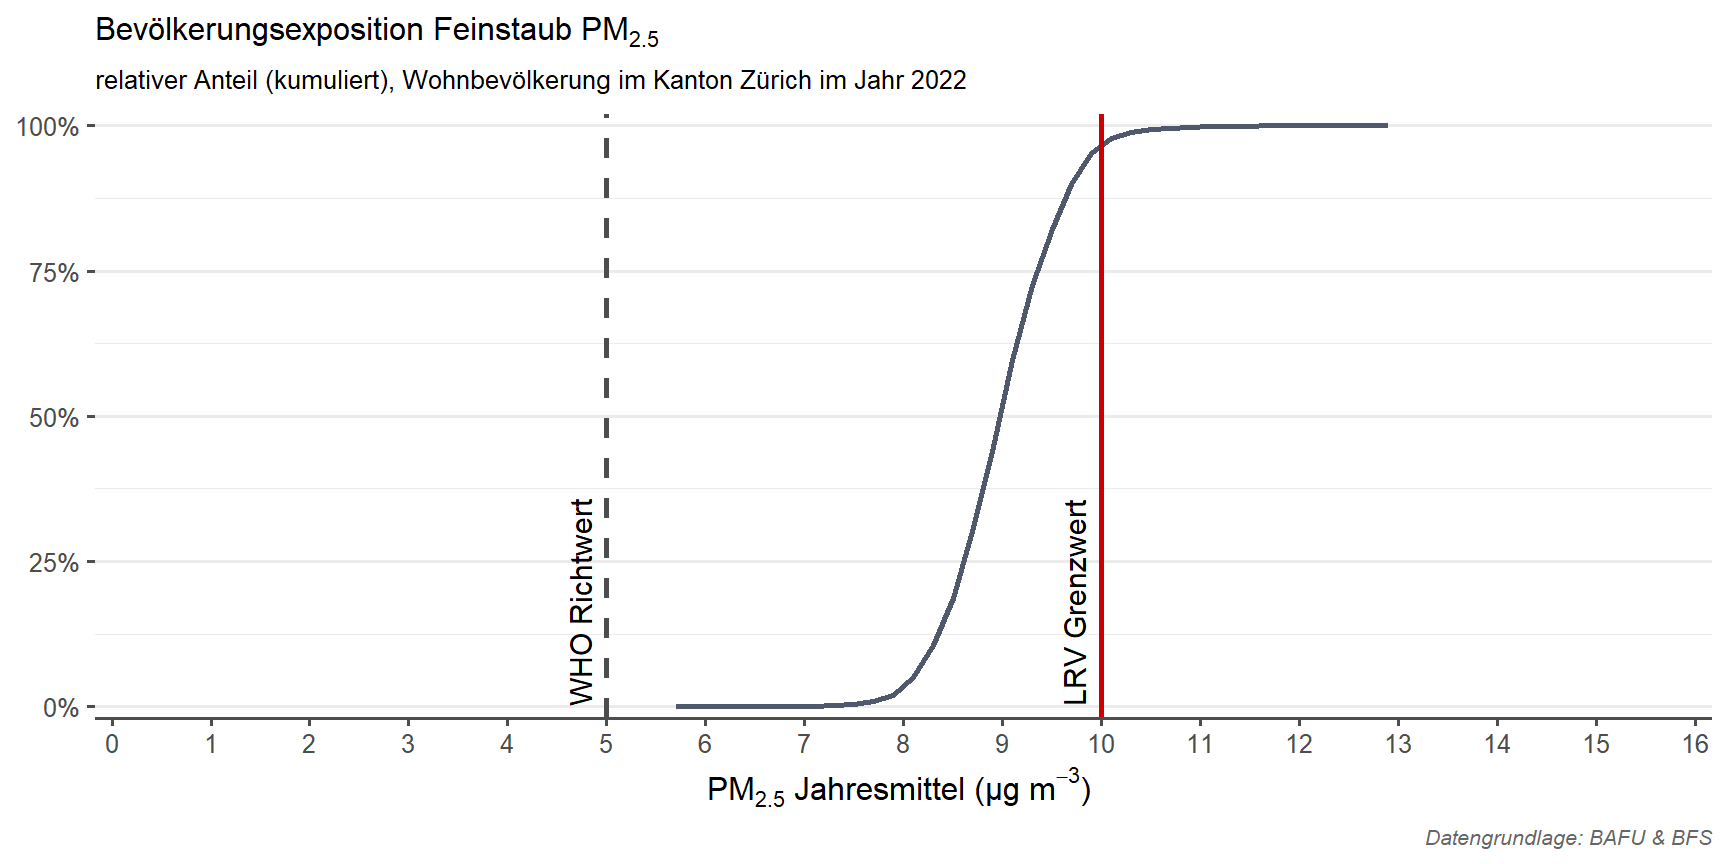 Bevölkerungsexposition Feinstaub PM₂.₅
relativer Anteil (kumuliert), Wohnbevölkerung im Kanton Zürich im Jahr 2022
100%
75%
50%
25%
0%
WHO Richtwert
LRV Grenzwert
0 1 2 3 4 5 6 7 8 9 10 11 12 13 14 15 16
PM₂.₅ Jahresmittel (µg m⁻³)
Datengrundlage: BAFU & BFS